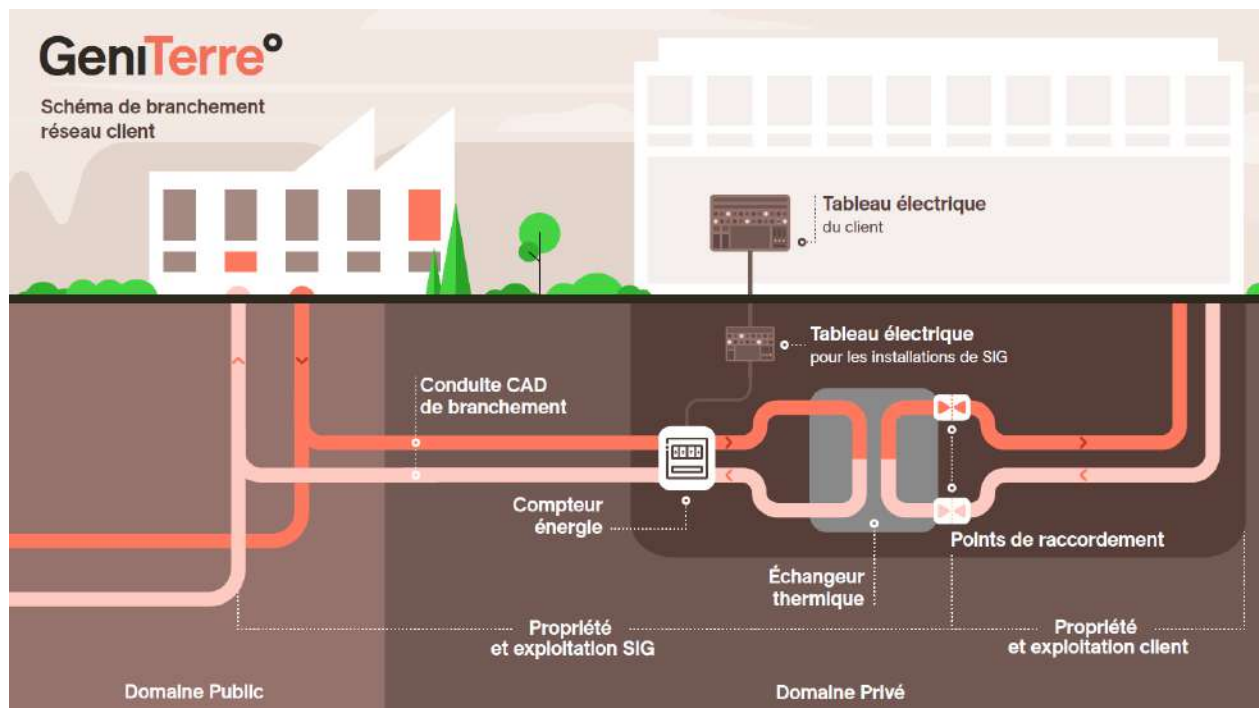 GeniTerre°
Schéma de branchement
réseau client
Tableau électrique
du client
Tableau électrique
pour les installations de SIG
Conduite CAD
de branchement
Compteur
énergie
Points de raccordement
Échangeur
thermique
Propriété
et exploitation SIG
Propriété
et exploitation client
Domaine Public
Domaine Privé